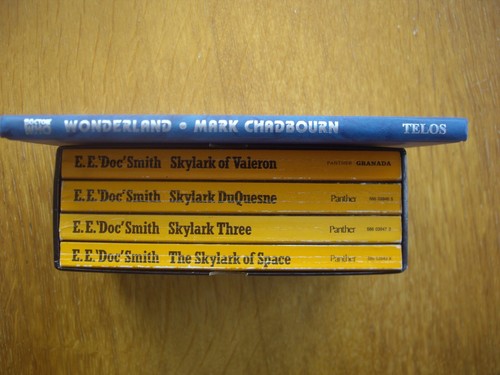 DOCTOR WHO WONDERLAND • MARK CHADBOURN TELOS
E.E.'Doc' Smith Skylark of Valeron PANTHER GRANADA
E.E.'Doc' Smith Skylark DuQuesne Panther
E.E.'Doc' Smith Skylark Three Panther
E.E.'Doc' Smith The Skylark of Space Panther